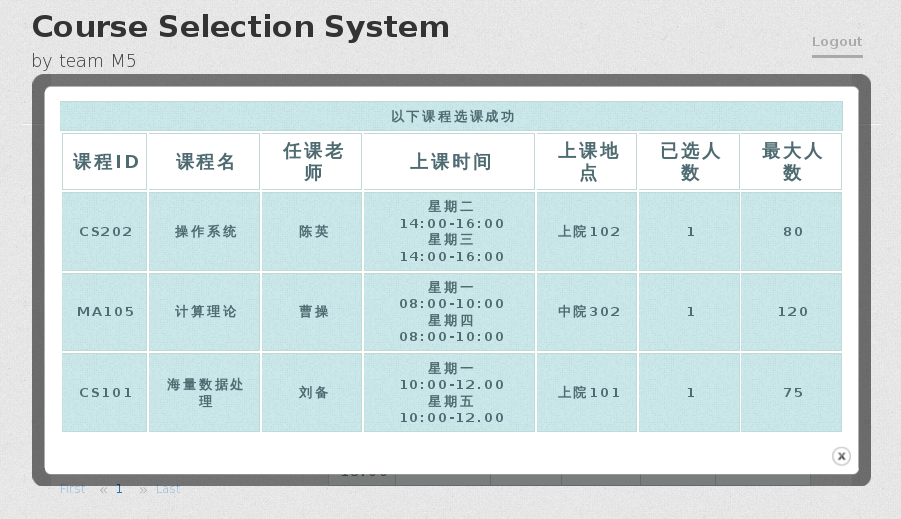 Course Selection System
by team M5
Logout
以下课程选课成功
课程ID 课程名 任课老师 上课时间 上课地点 已选人数 最大人数
CS202 操作系统 陈英 星期二 14:00-16:00 星期三 14:00-16:00 上院102 1 80
MA105 计算理论 曹操 星期一 08:00-10:00 星期四 08:00-10:00 中院302 1 120
CS101 海量数据处理 刘备 星期一 10:00-12.00 星期五 10:00-12.00 上院101 1 75
First « 1 » Last